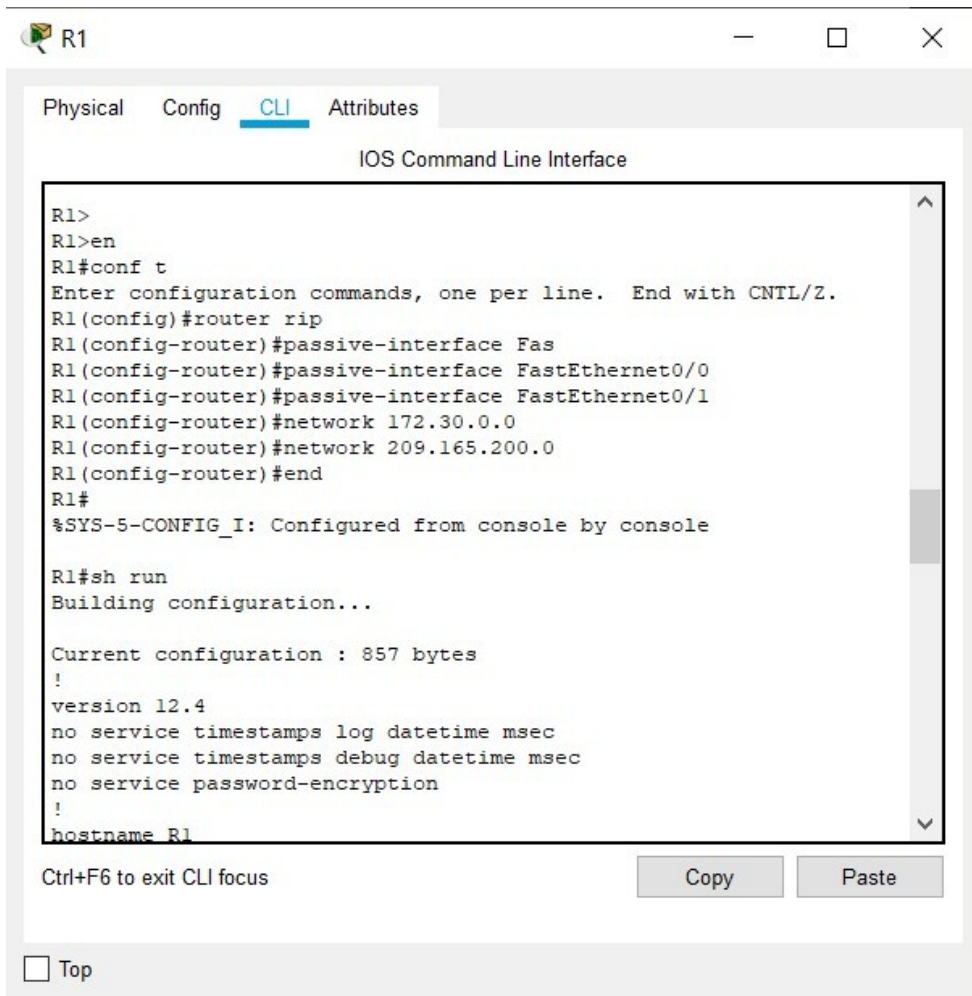 R1
Physical Config CLI Attributes
IOS Command Line Interface
R1>
R1>en
R1#conf t
Enter configuration commands, one per line.  End with CNTL/Z.
R1(config)#router rip
R1(config-router)#passive-interface Fas
R1(config-router)#passive-interface FastEthernet0/0
R1(config-router)#passive-interface FastEthernet0/1
R1(config-router)#network 172.30.0.0
R1(config-router)#network 209.165.200.0
R1(config-router)#end
R1#
%SYS-5-CONFIG_I: Configured from console by console
R1#sh run
Building configuration...
Current configuration : 857 bytes
!
version 12.4
no service timestamps log datetime msec
no service timestamps debug datetime msec
no service password-encryption
!
hostname R1
Ctrl+F6 to exit CLI focus
Copy Paste
Top